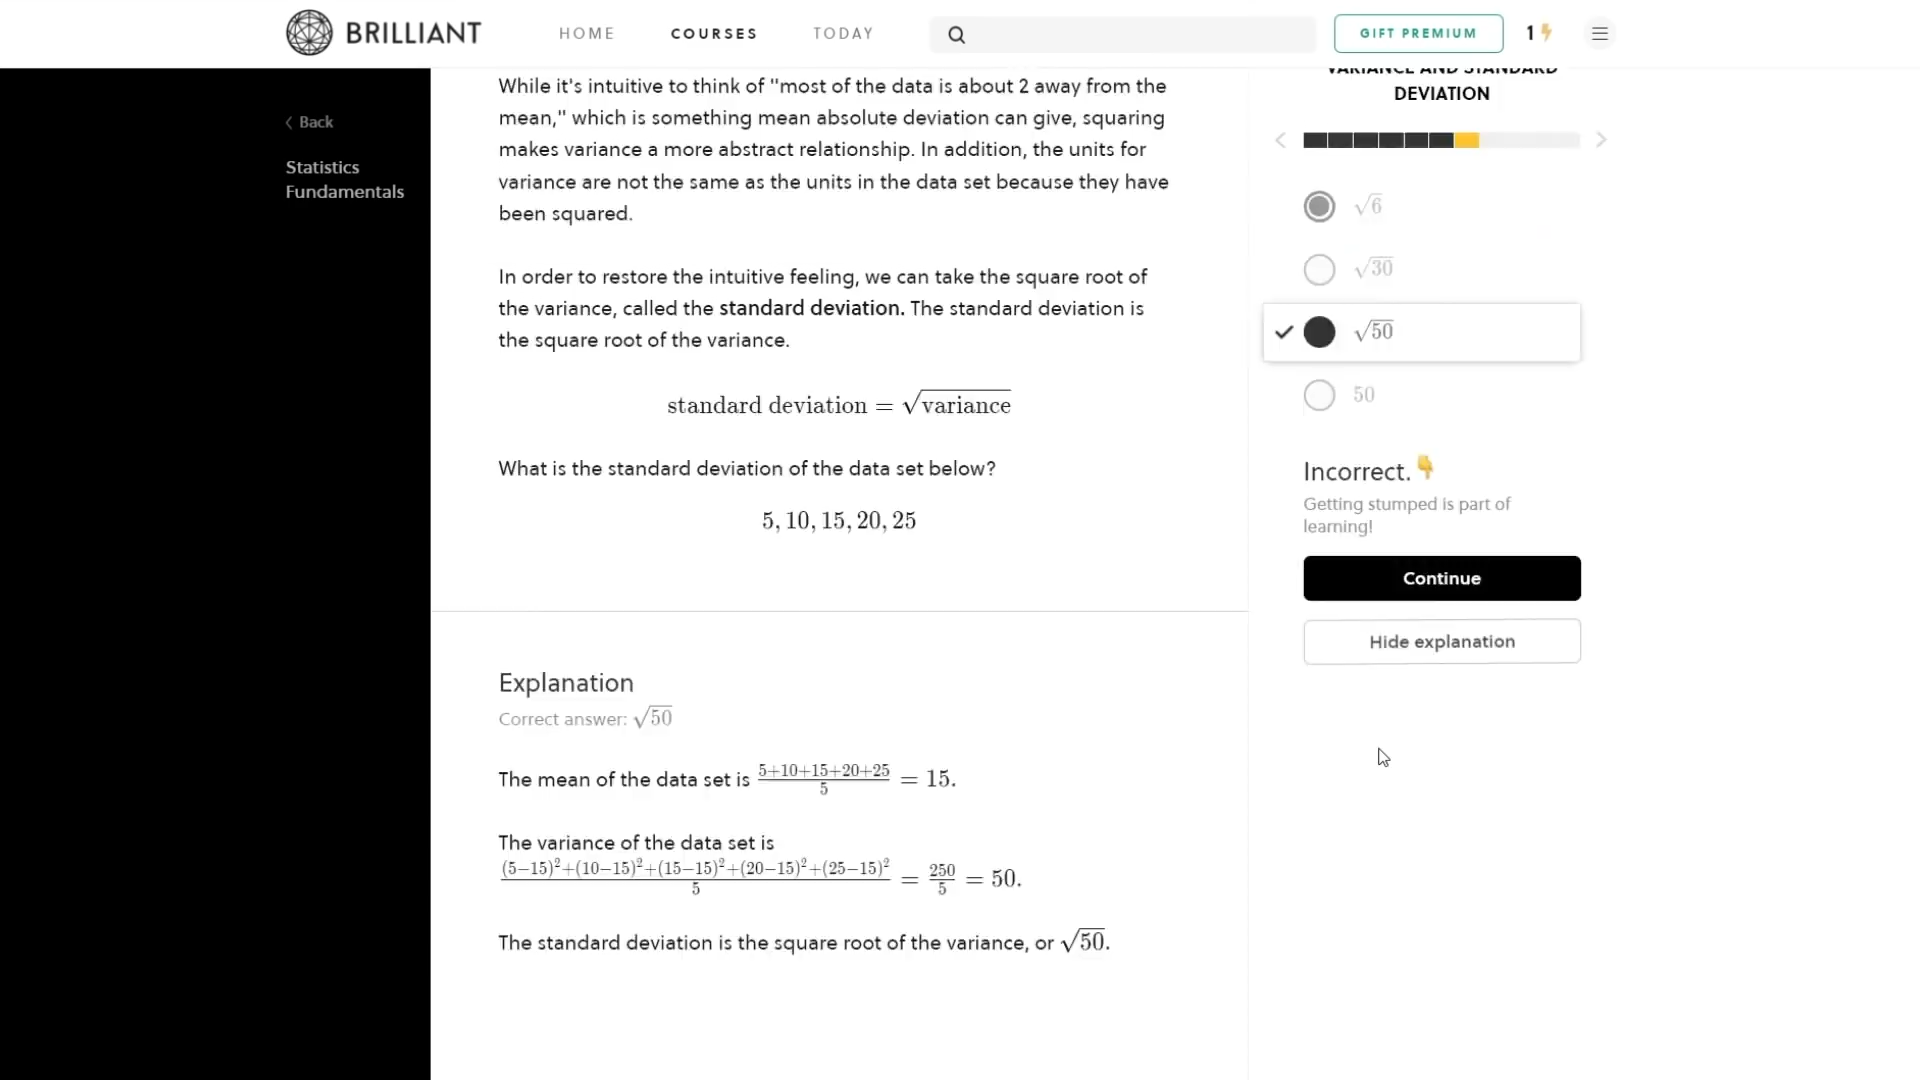 BRILLIANT
HOME
COURSES
TODAY
GIFT PREMIUM
1
Back
Statistics
Fundamentals
While it's intuitive to think of "most of the data is about 2 away from the
mean," which is something mean absolute deviation can give, squaring
makes variance a more abstract relationship. In addition, the units for
variance are not the same as the units in the data set because they have
been squared.
In order to restore the intuitive feeling, we can take the square root of
the variance, called the standard deviation. The standard deviation is
the square root of the variance.
standard deviation = √variance
What is the standard deviation of the data set below?
5, 10, 15, 20, 25
Explanation
Correct answer: √50
The mean of the data set is (5+10+15+20+25)/5 = 15.
The variance of the data set is
((5−15)²+(10−15)²+(15−15)²+(20−15)²+(25−15)²)/5 = 250/5 = 50.
The standard deviation is the square root of the variance, or √50.
VARIANCE AND STANDARD
DEVIATION
√6
√30
√50
50
Incorrect.
Getting stumped is part of
learning!
Continue
Hide explanation